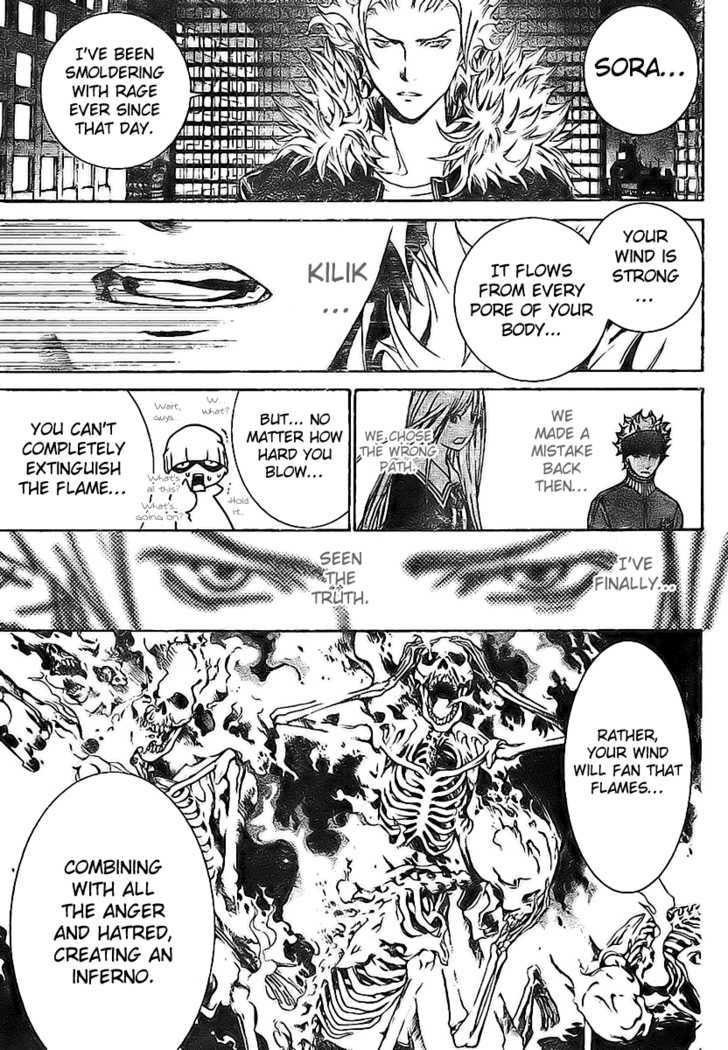 SORA...
I'VE BEEN
SMOLDERING
WITH RAGE
EVER SINCE
THAT DAY.
YOUR
WIND IS
STRONG
...
IT FLOWS
FROM EVERY
PORE OF YOUR
BODY...
KILIK
...
WE
MADE A
MISTAKE
BACK
THEN...
WE CHOSE
THE WRONG
PATH.
BUT... NO
MATTER HOW
HARD YOU
BLOW...
W...
what?
Wait,
guys...
Hold
it.
What's
all this?
What's
going on?
YOU CAN'T
COMPLETELY
EXTINGUISH
THE FLAME...
I'VE
FINALLY...
SEEN
THE
TRUTH.
RATHER,
YOUR WIND
WILL FAN THAT
FLAMES...
COMBINING
WITH ALL
THE ANGER
AND HATRED,
CREATING AN
INFERNO.